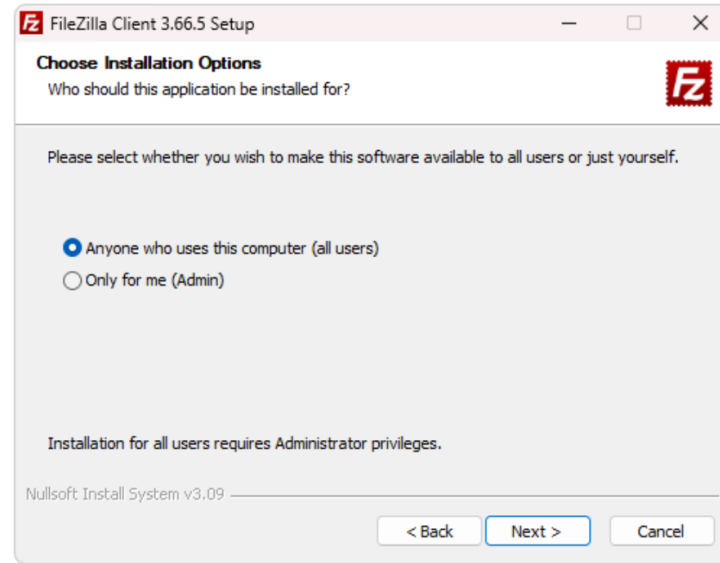 Fz FileZilla Client 3.66.5 Setup
Choose Installation Options
Who should this application be installed for?
Fz
Please select whether you wish to make this software available to all users or just yourself.
Anyone who uses this computer (all users)
Only for me (Admin)
Installation for all users requires Administrator privileges.
Nullsoft Install System v3.09
< Back Next > Cancel